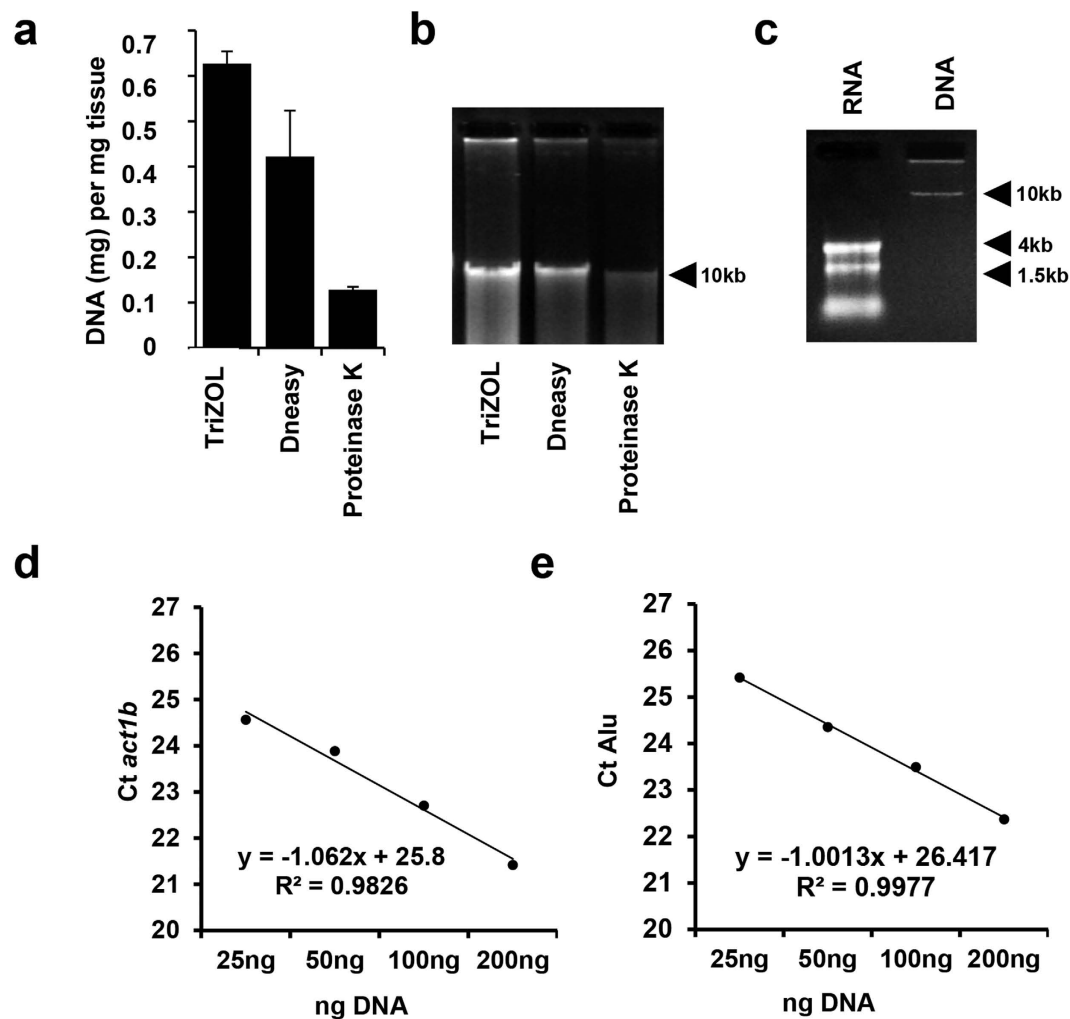 a
DNA (mg) per mg tissue
0.7
0.6
0.5
0.4
0.3
0.2
0.1
0
TriZOL
Dneasy
Proteinase K
b
10kb
TriZOL
Dneasy
Proteinase K
c
RNA
DNA
10kb
4kb
1.5kb
d
Ct act1b
27
26
25
24
23
22
21
20
y = -1.062x + 25.8
R² = 0.9826
25ng 50ng 100ng 200ng
ng DNA
e
Ct Alu
27
26
25
24
23
22
21
20
y = -1.0013x + 26.417
R² = 0.9977
25ng 50ng 100ng 200ng
ng DNA